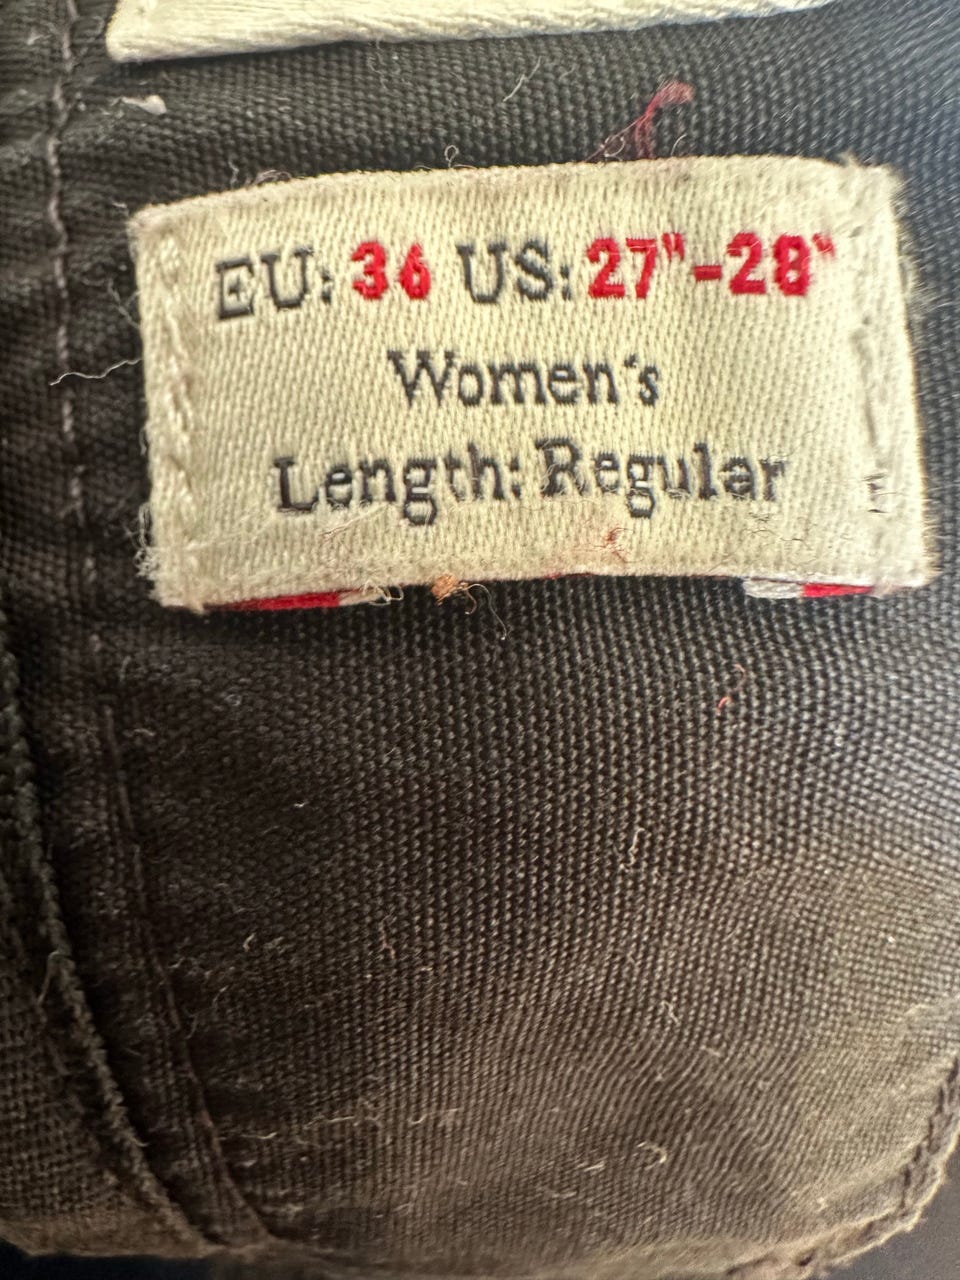 EU: 36 US: 27"-28"
Women's
Length: Regular